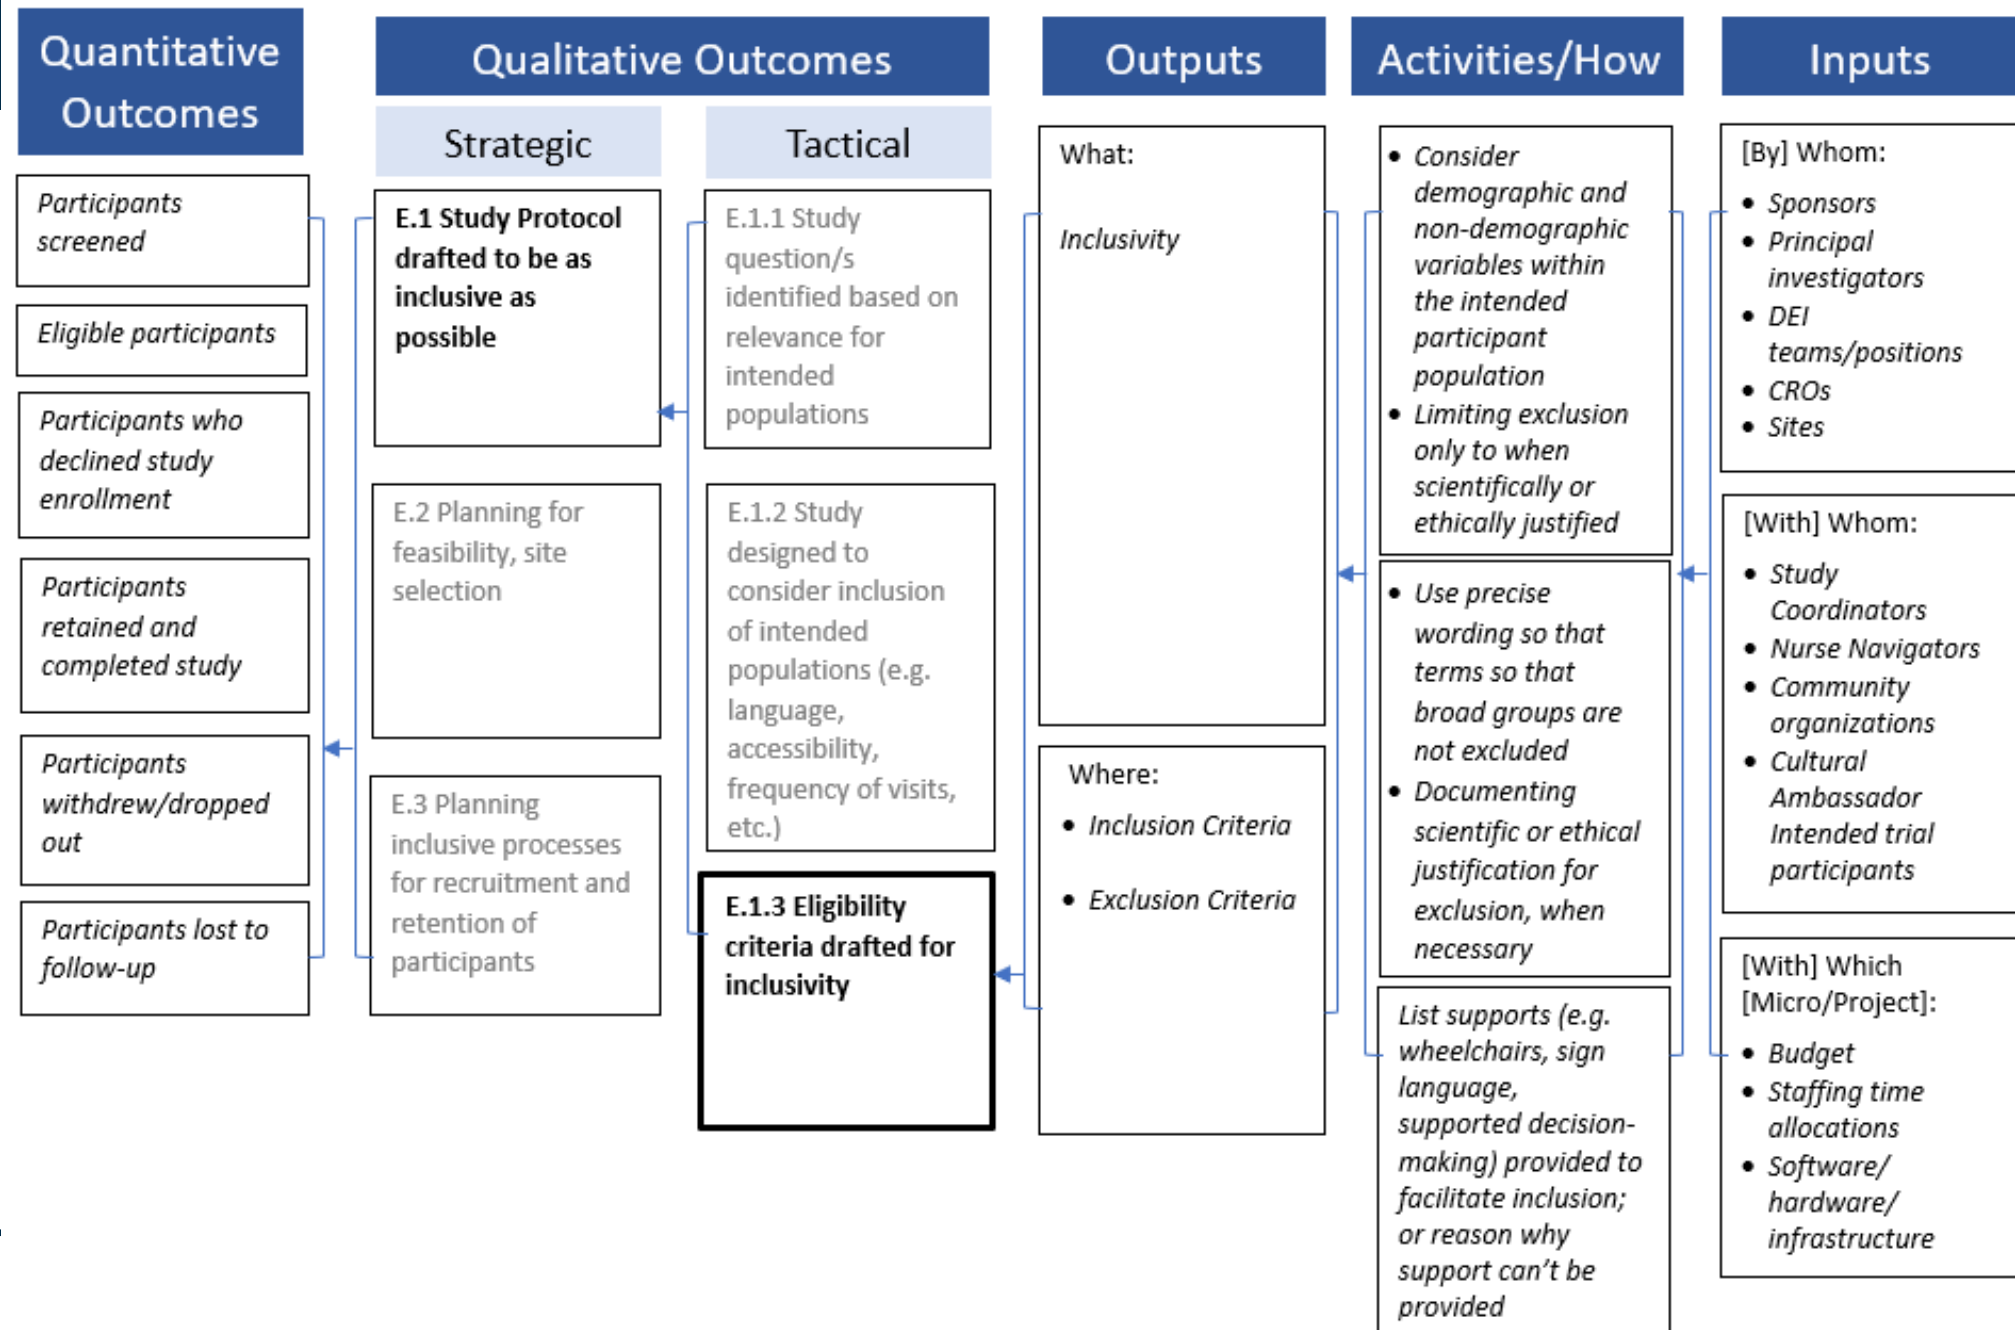 Quantitative
Outcomes
Participants
screened
Eligible participants
Participants who
declined study
enrollment
Participants
retained and
completed study
Participants
withdrew/dropped
out
Participants lost to
follow-up
Qualitative Outcomes
Strategic
E.1 Study Protocol
drafted to be as
inclusive as
possible
E.2 Planning for
feasibility, site
selection
E.3 Planning
inclusive processes
for recruitment and
retention of
participants
Tactical
E.1.1 Study
question/s
identified based on
relevance for
intended
populations
E.1.2 Study
designed to
consider inclusion
of intended
populations (e.g.
language,
accessibility,
frequency of visits,
etc.)
E.1.3 Eligibility
criteria drafted for
inclusivity
Outputs
What:
Inclusivity
Where:
• Inclusion Criteria
• Exclusion Criteria
Activities/How
• Consider
demographic and
non-demographic
variables within
the intended
participant
population
• Limiting exclusion
only to when
scientifically or
ethically justified
• Use precise
wording so that
terms so that
broad groups are
not excluded
• Documenting
scientific or ethical
justification for
exclusion, when
necessary
List supports (e.g.
wheelchairs, sign
language,
supported decision-
making) provided to
facilitate inclusion;
or reason why
support can't be
provided
Inputs
[By] Whom:
• Sponsors
• Principal
investigators
• DEI
teams/positions
• CROs
• Sites
[With] Whom:
• Study
Coordinators
• Nurse Navigators
• Community
organizations
• Cultural
Ambassador
Intended trial
participants
[With] Which
[Micro/Project]:
• Budget
• Staffing time
allocations
• Software/
hardware/
infrastructure